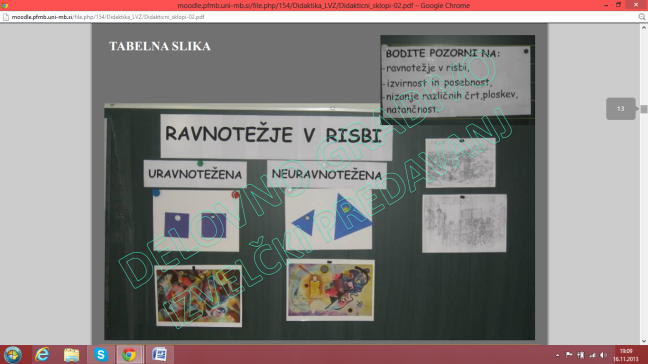 moodle.pfmb.uni-mb.si/file.php/154/Didaktika_LVZ/Didakticni_sklopi-02.pdf - Google Chrome
moodle.pfmb.uni-mb.si/file.php/154/Didaktika_LVZ/Didakticni_sklopi-02.pdf
TABELNA SLIKA
BODITE POZORNI NA:
-ravnotežje v risbi,
-izvirnost in posebnost,
-nizanje različnih črt, ploskev,
-natančnost.
13
RAVNOTEŽJE V RISBI
URAVNOTEŽENA
NEURAVNOTEŽENA
DELOVNO GRADIVO
IZVLEČKI PREDAVANJ
19:09
16.11.2013